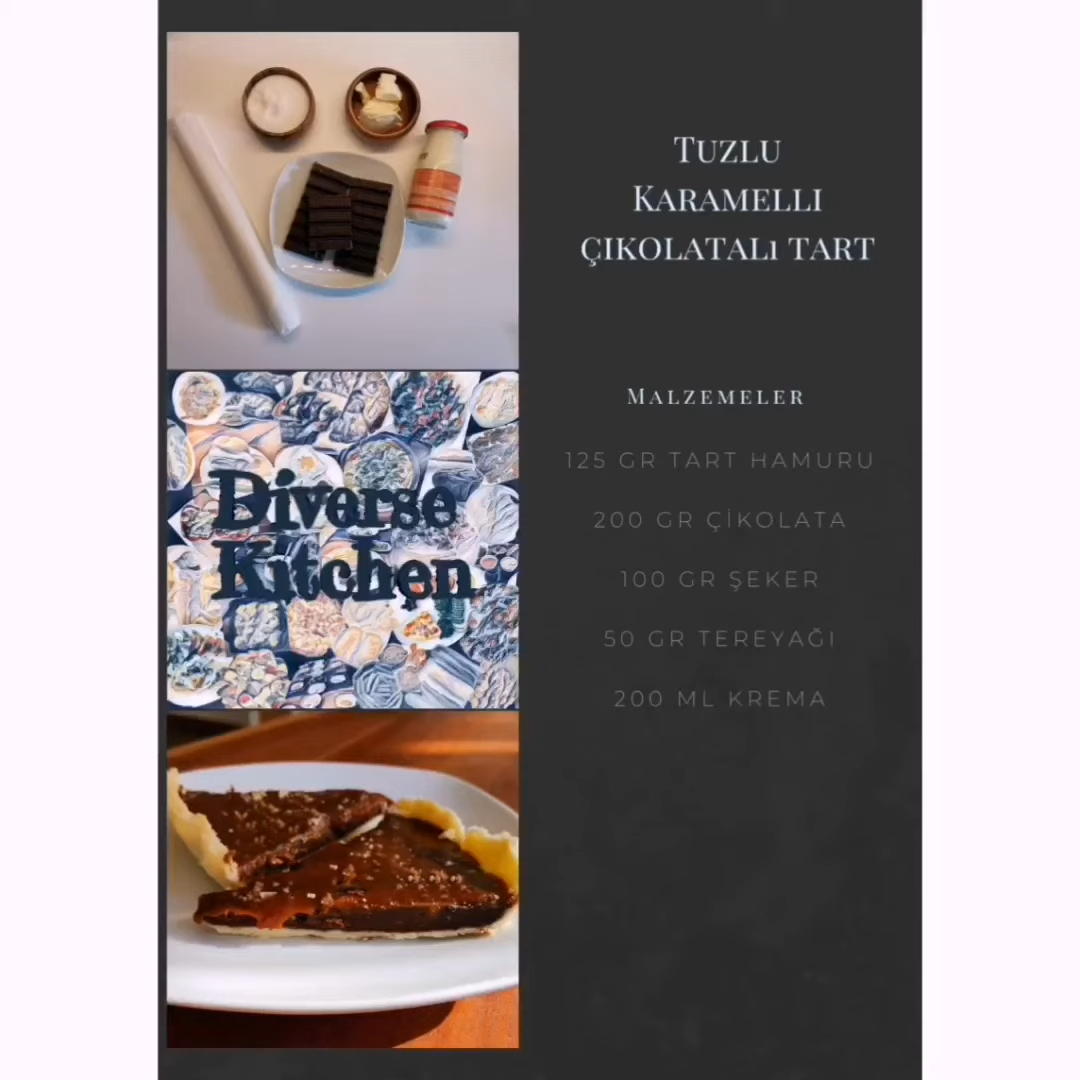 Tuzlu
Karamelli
çikolatalı tart
Malzemeler
125 GR TART HAMURU
200 GR ÇİKOLATA
100 GR ŞEKER
50 GR TEREYAĞI
200 ML KREMA
Diverse
Kitchen